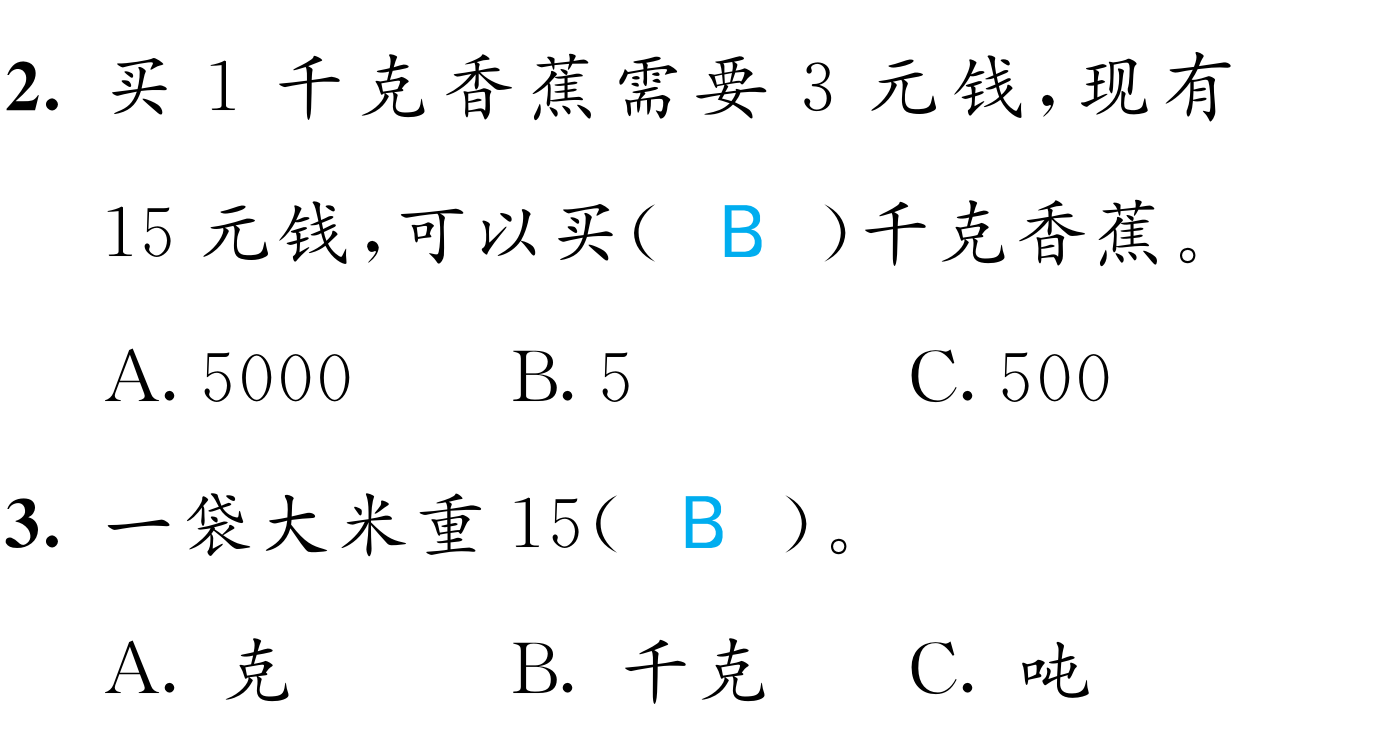 2. 买 1 千克香蕉需要 3 元钱,现有
15 元钱,可以买( B )千克香蕉。
A. 5000 B. 5 C. 500
3. 一袋大米重 15( B )。
A. 克 B. 千克 C. 吨